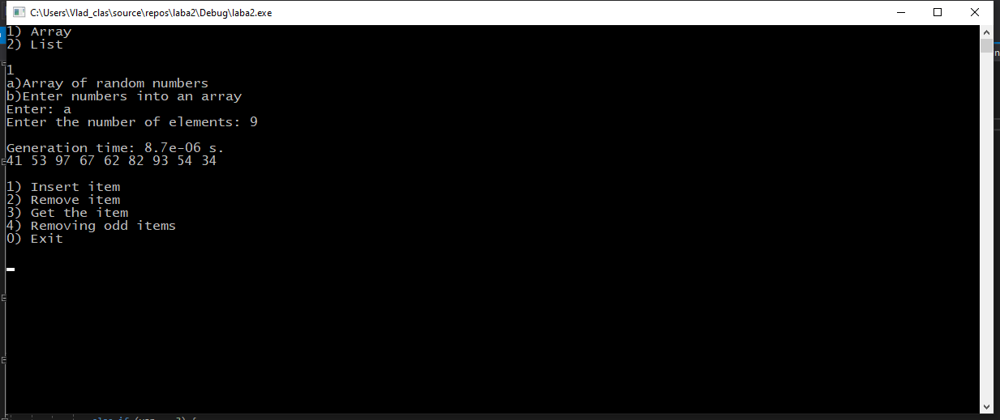 C:\Users\Vlad_clas\source\repos\laba2\Debug\laba2.exe
1) Array
2) List
1
a)Array of random numbers
b)Enter numbers into an array
Enter: a
Enter the number of elements: 9
Generation time: 8.7e-06 s.
41 53 97 67 62 82 93 54 34
1) Insert item
2) Remove item
3) Get the item
4) Removing odd items
0) Exit